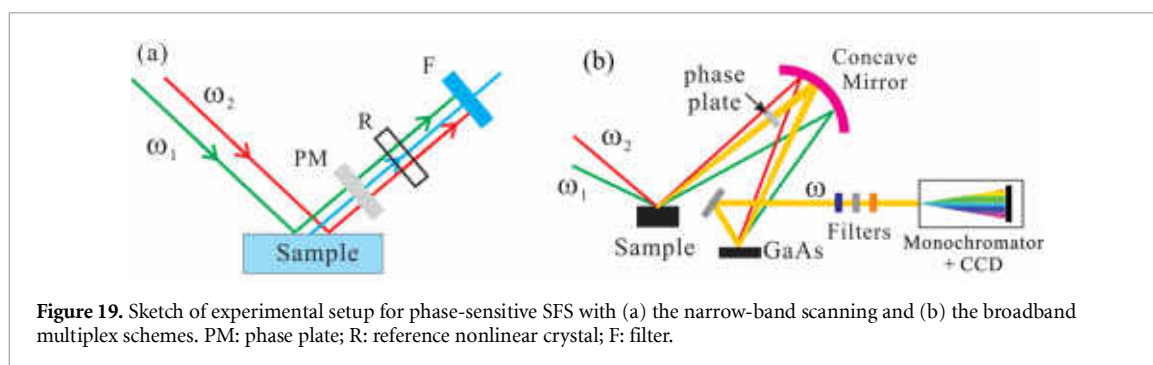 (a)
F
ω₂
R
ω₁
PM
Sample
(b)
Concave
Mirror
phase
plate
ω₂
ω₁
ω
Sample
GaAs
Filters
Monochromator
+ CCD
Figure 19. Sketch of experimental setup for phase-sensitive SFS with (a) the narrow-band scanning and (b) the broadband
multiplex schemes. PM: phase plate; R: reference nonlinear crystal; F: filter.